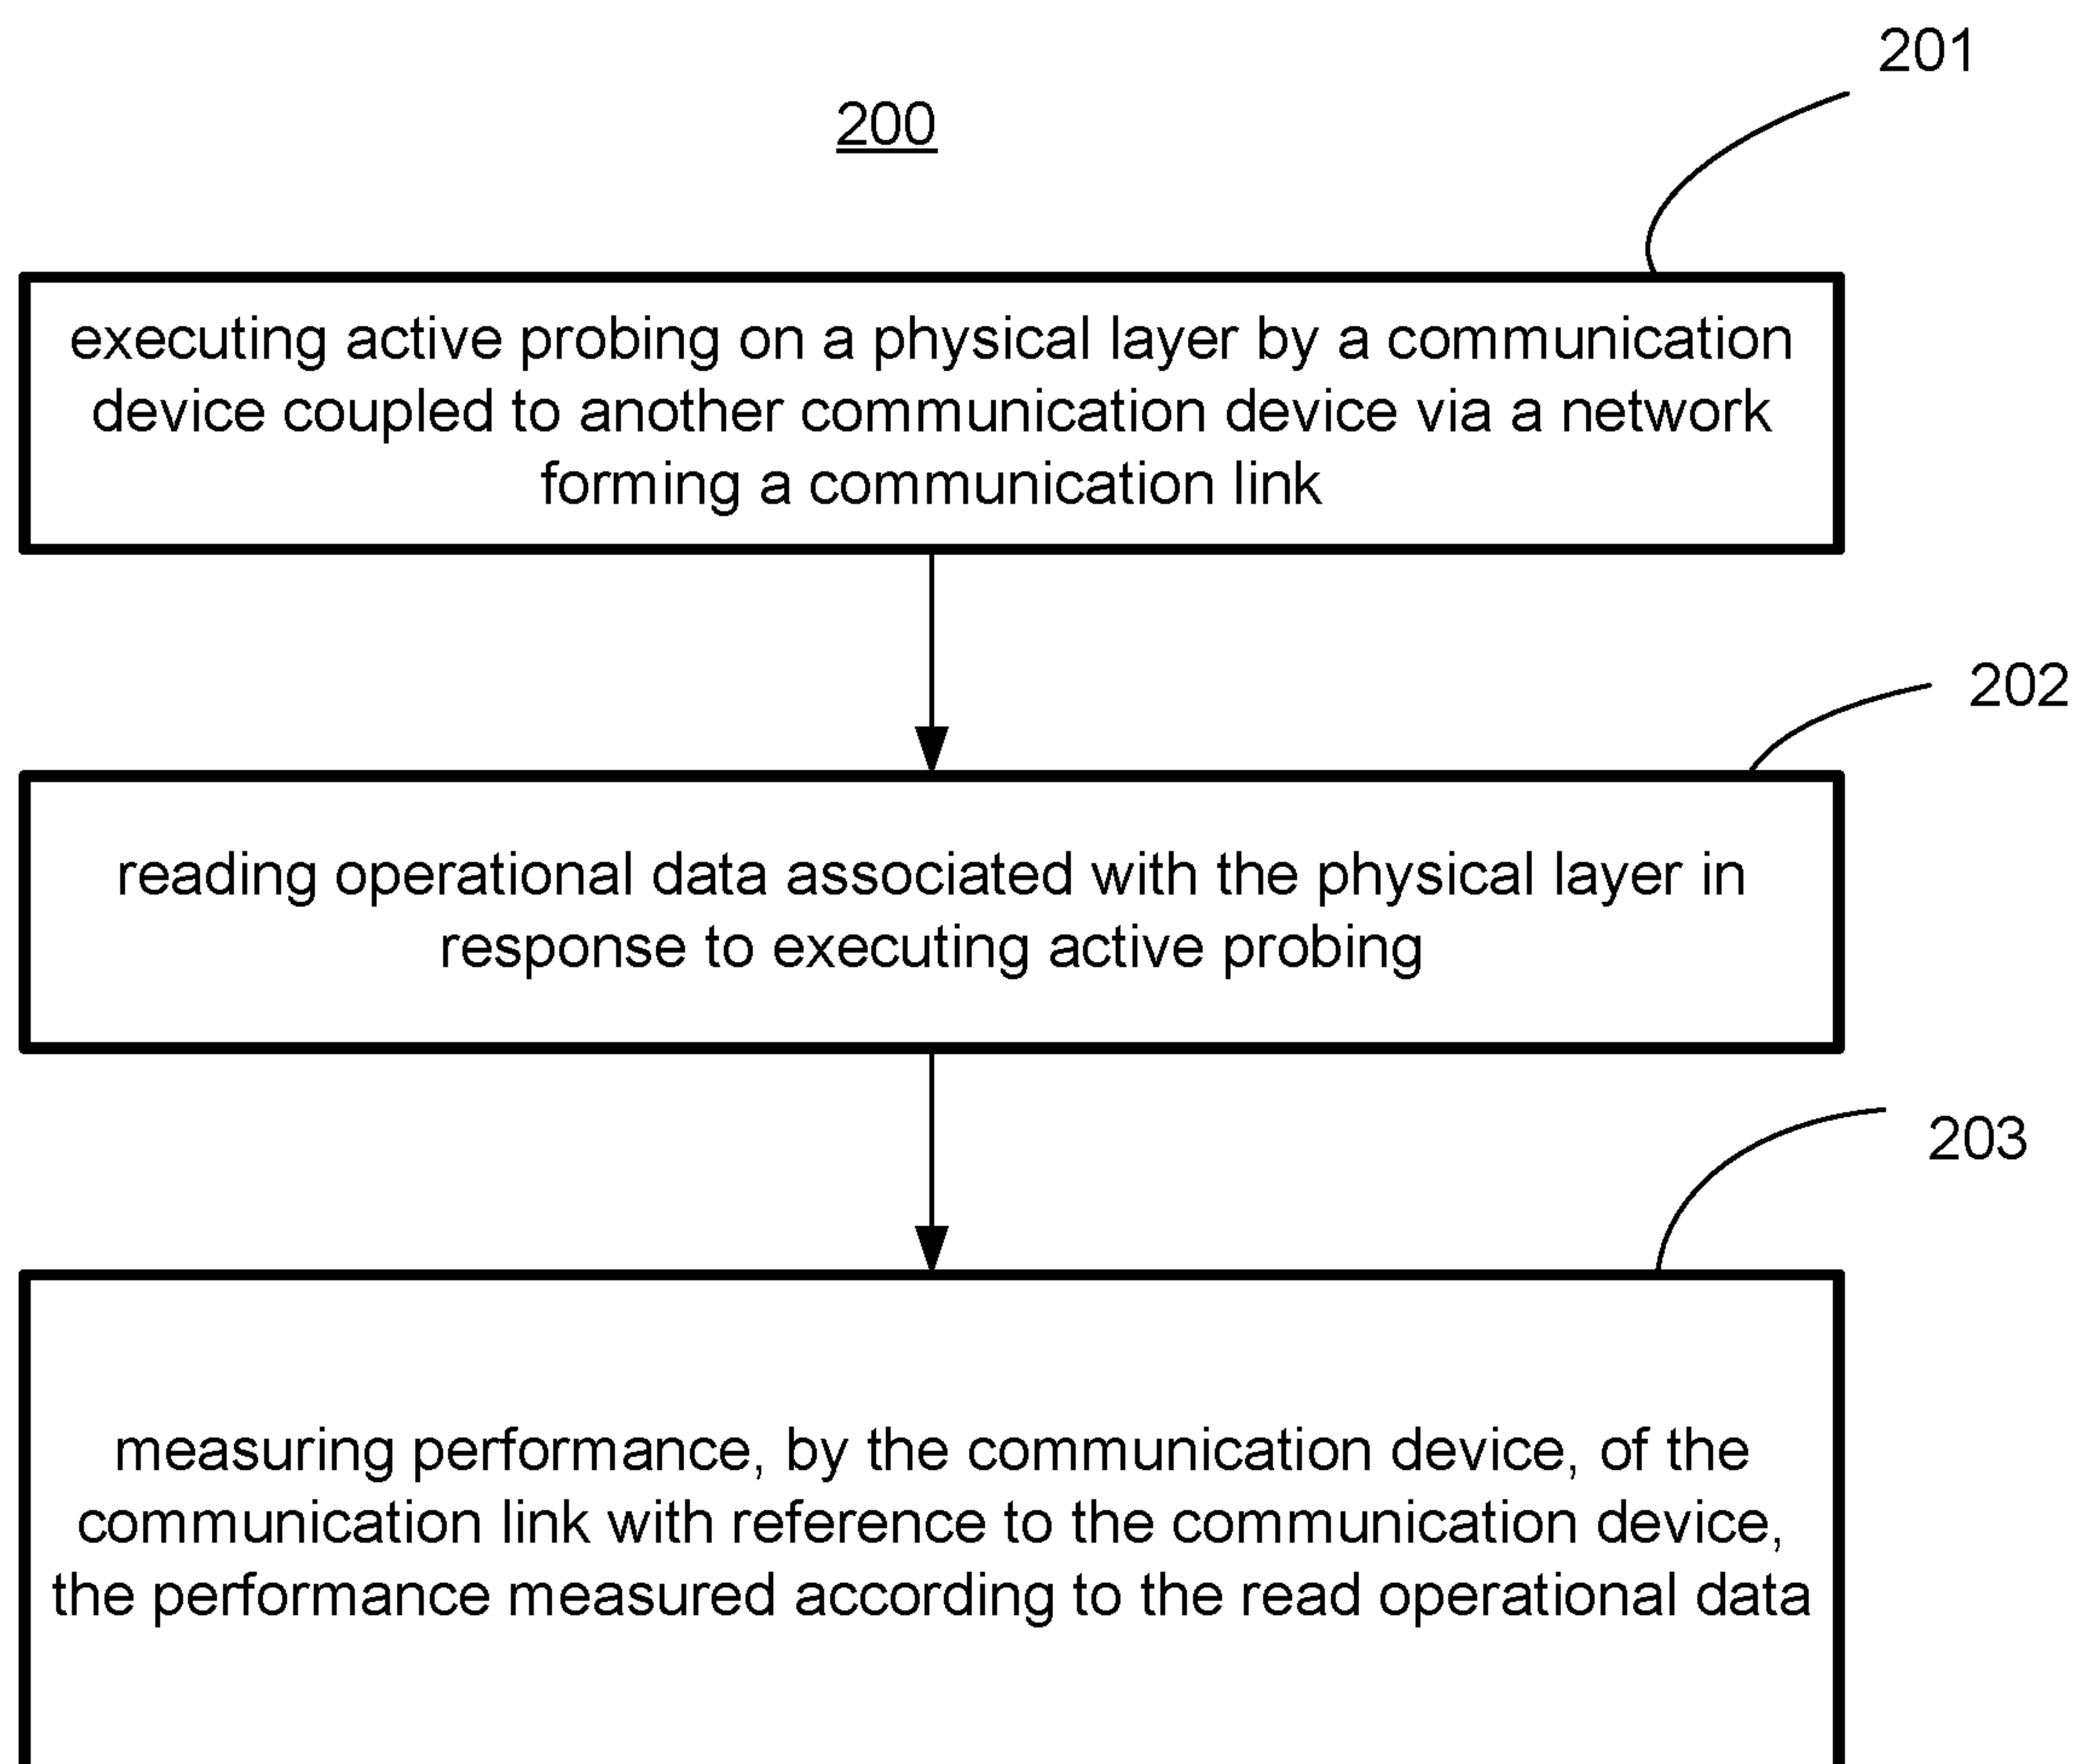 201
200
executing active probing on a physical layer by a communication
device coupled to another communication device via a network
forming a communication link
202
reading operational data associated with the physical layer in
response to executing active probing
203
measuring performance, by the communication device, of the
communication link with reference to the communication device,
the performance measured according to the read operational data